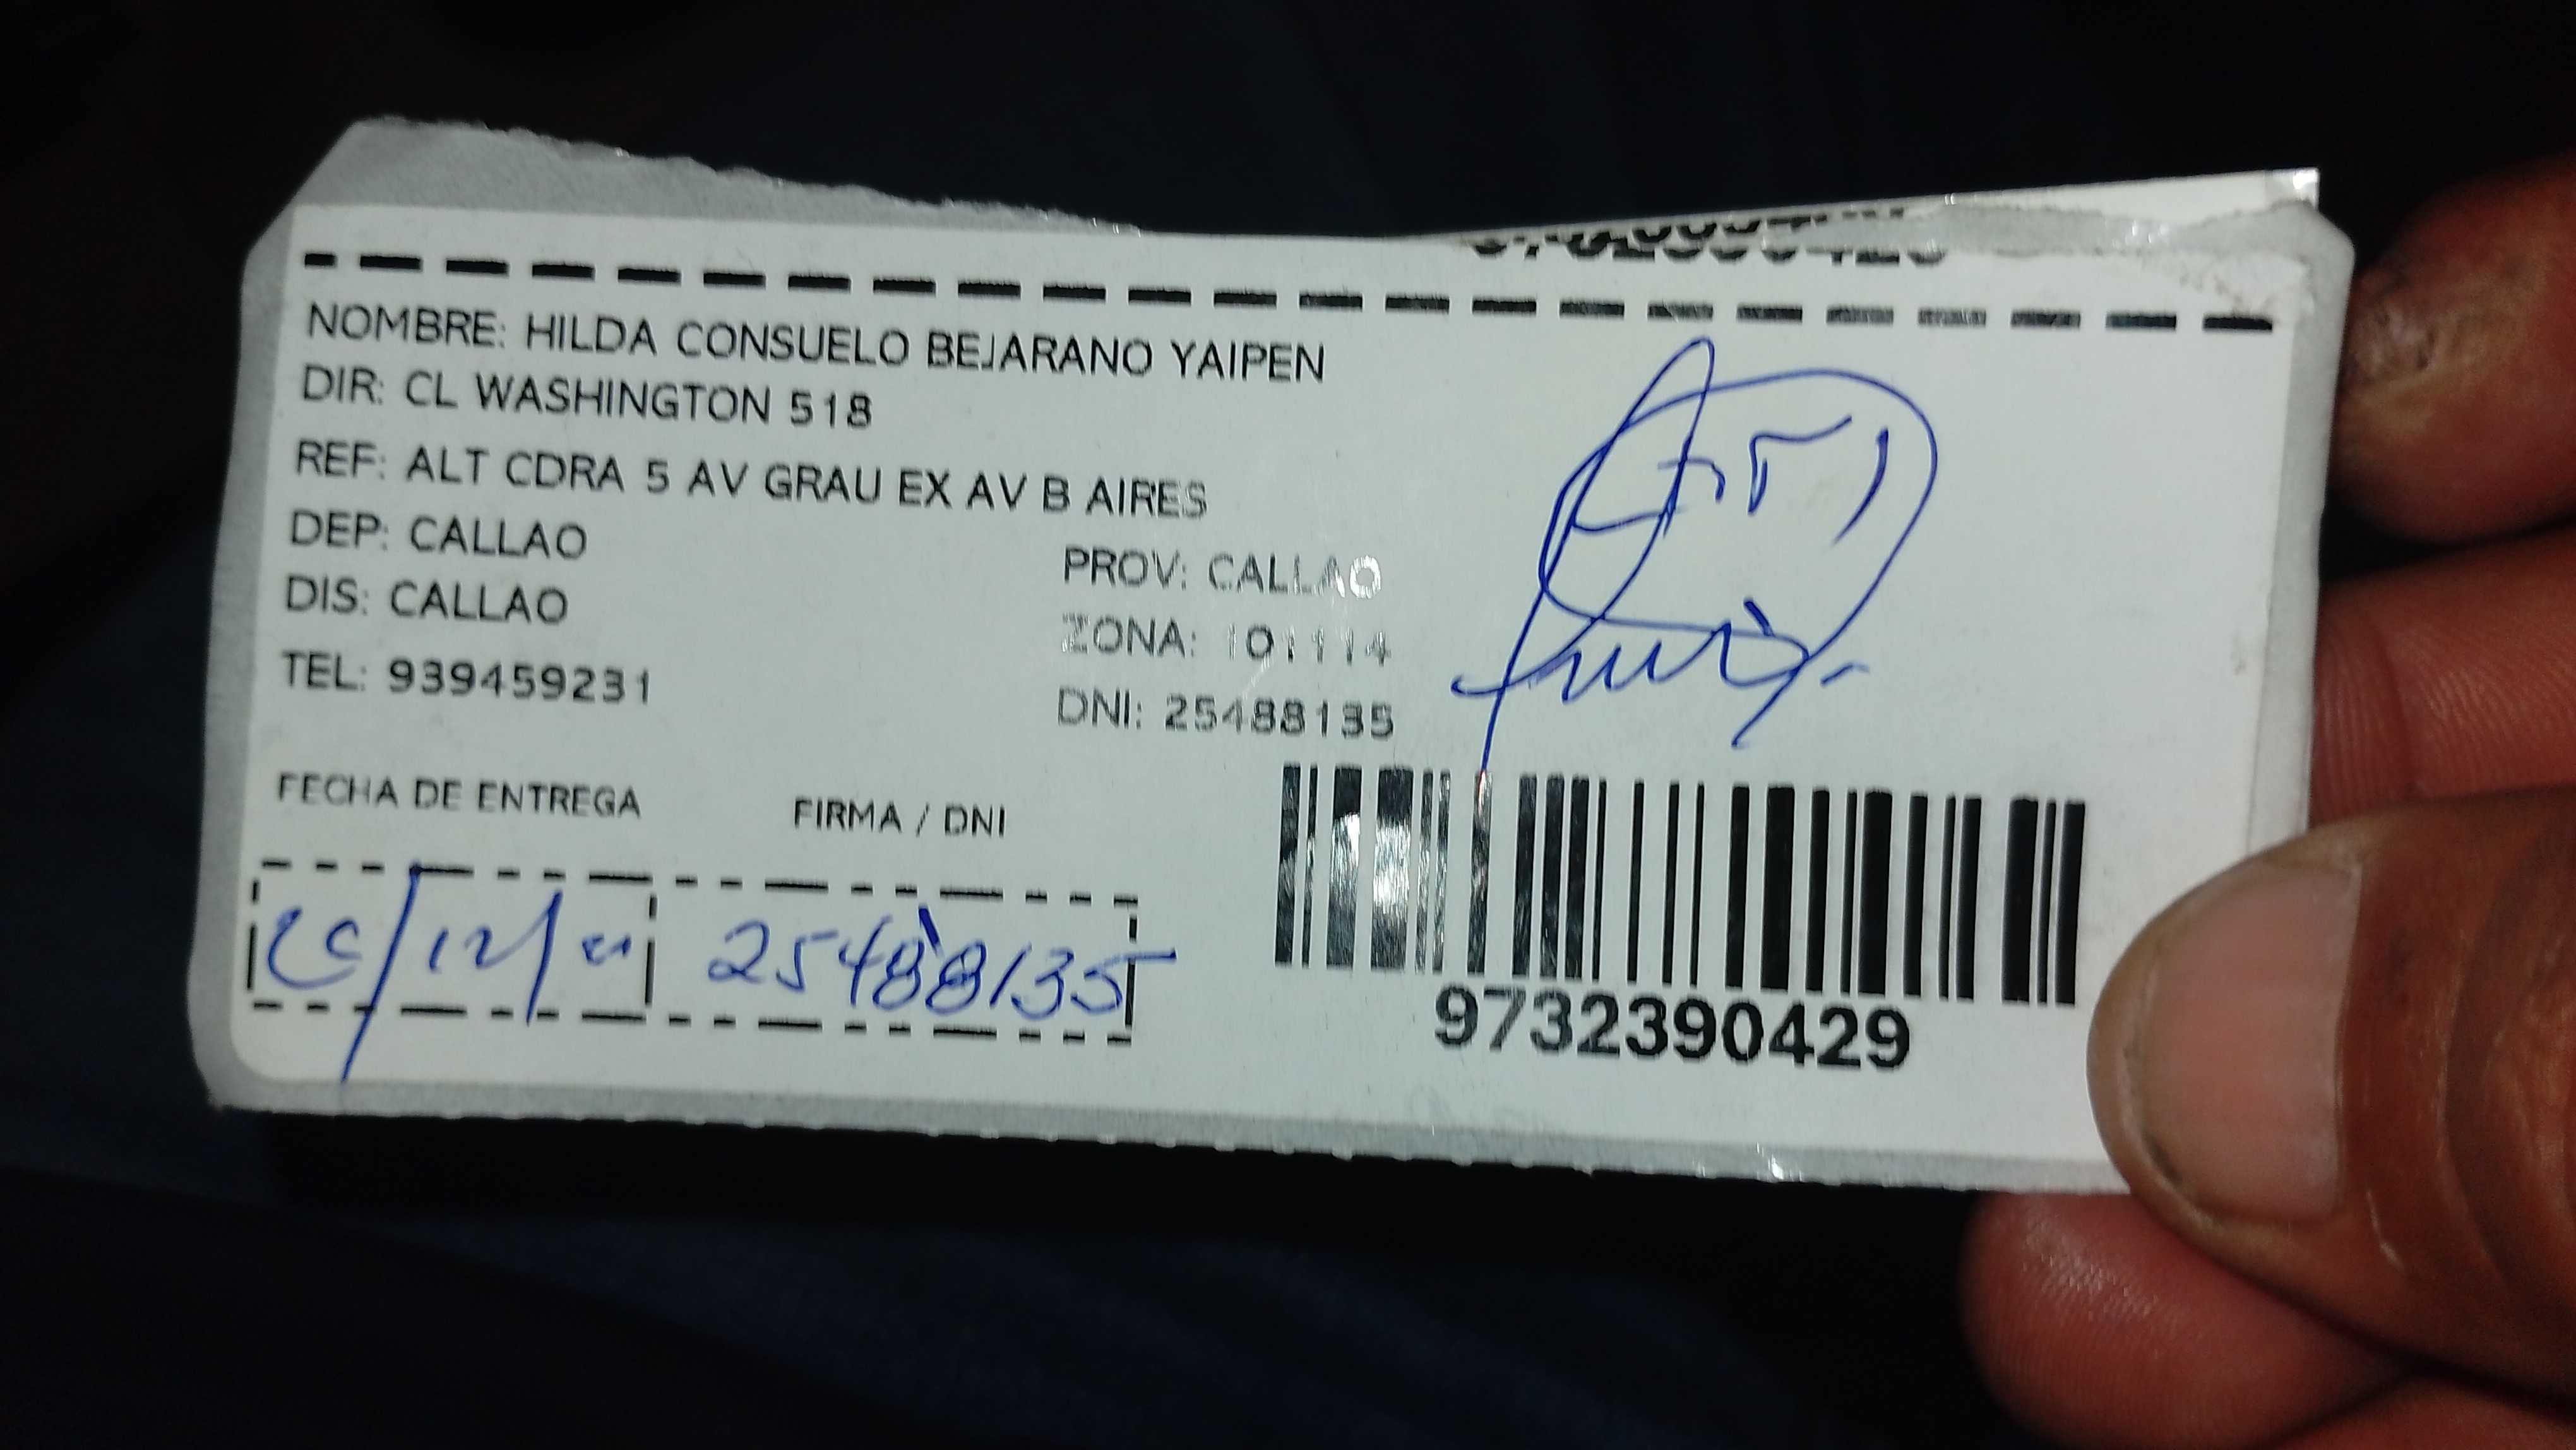 NOMBRE: HILDA CONSUELO BEJARANO YAIPEN
DIR: CL WASHINGTON 518
REF: ALT CDRA 5 AV GRAU EX AV B AIRES
DEP: CALLAO
PROV: CALLAO
DIS: CALLAO
ZONA: 101114
TEL: 939459231
DNI: 25488135
FECHA DE ENTREGA
FIRMA / DNI
/12/
25488135
9732390429